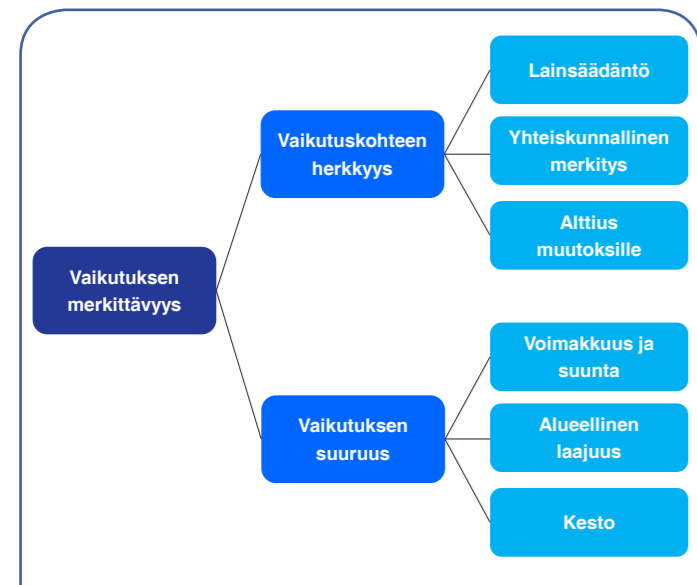 Vaikutuksen
merkittävyys
Vaikutuskohteen
herkkyys
Lainsäädäntö
Yhteiskunnallinen
merkitys
Alttius
muutoksille
Vaikutuksen
suuruus
Voimakkuus ja
suunta
Alueellinen
laajuus
Kesto